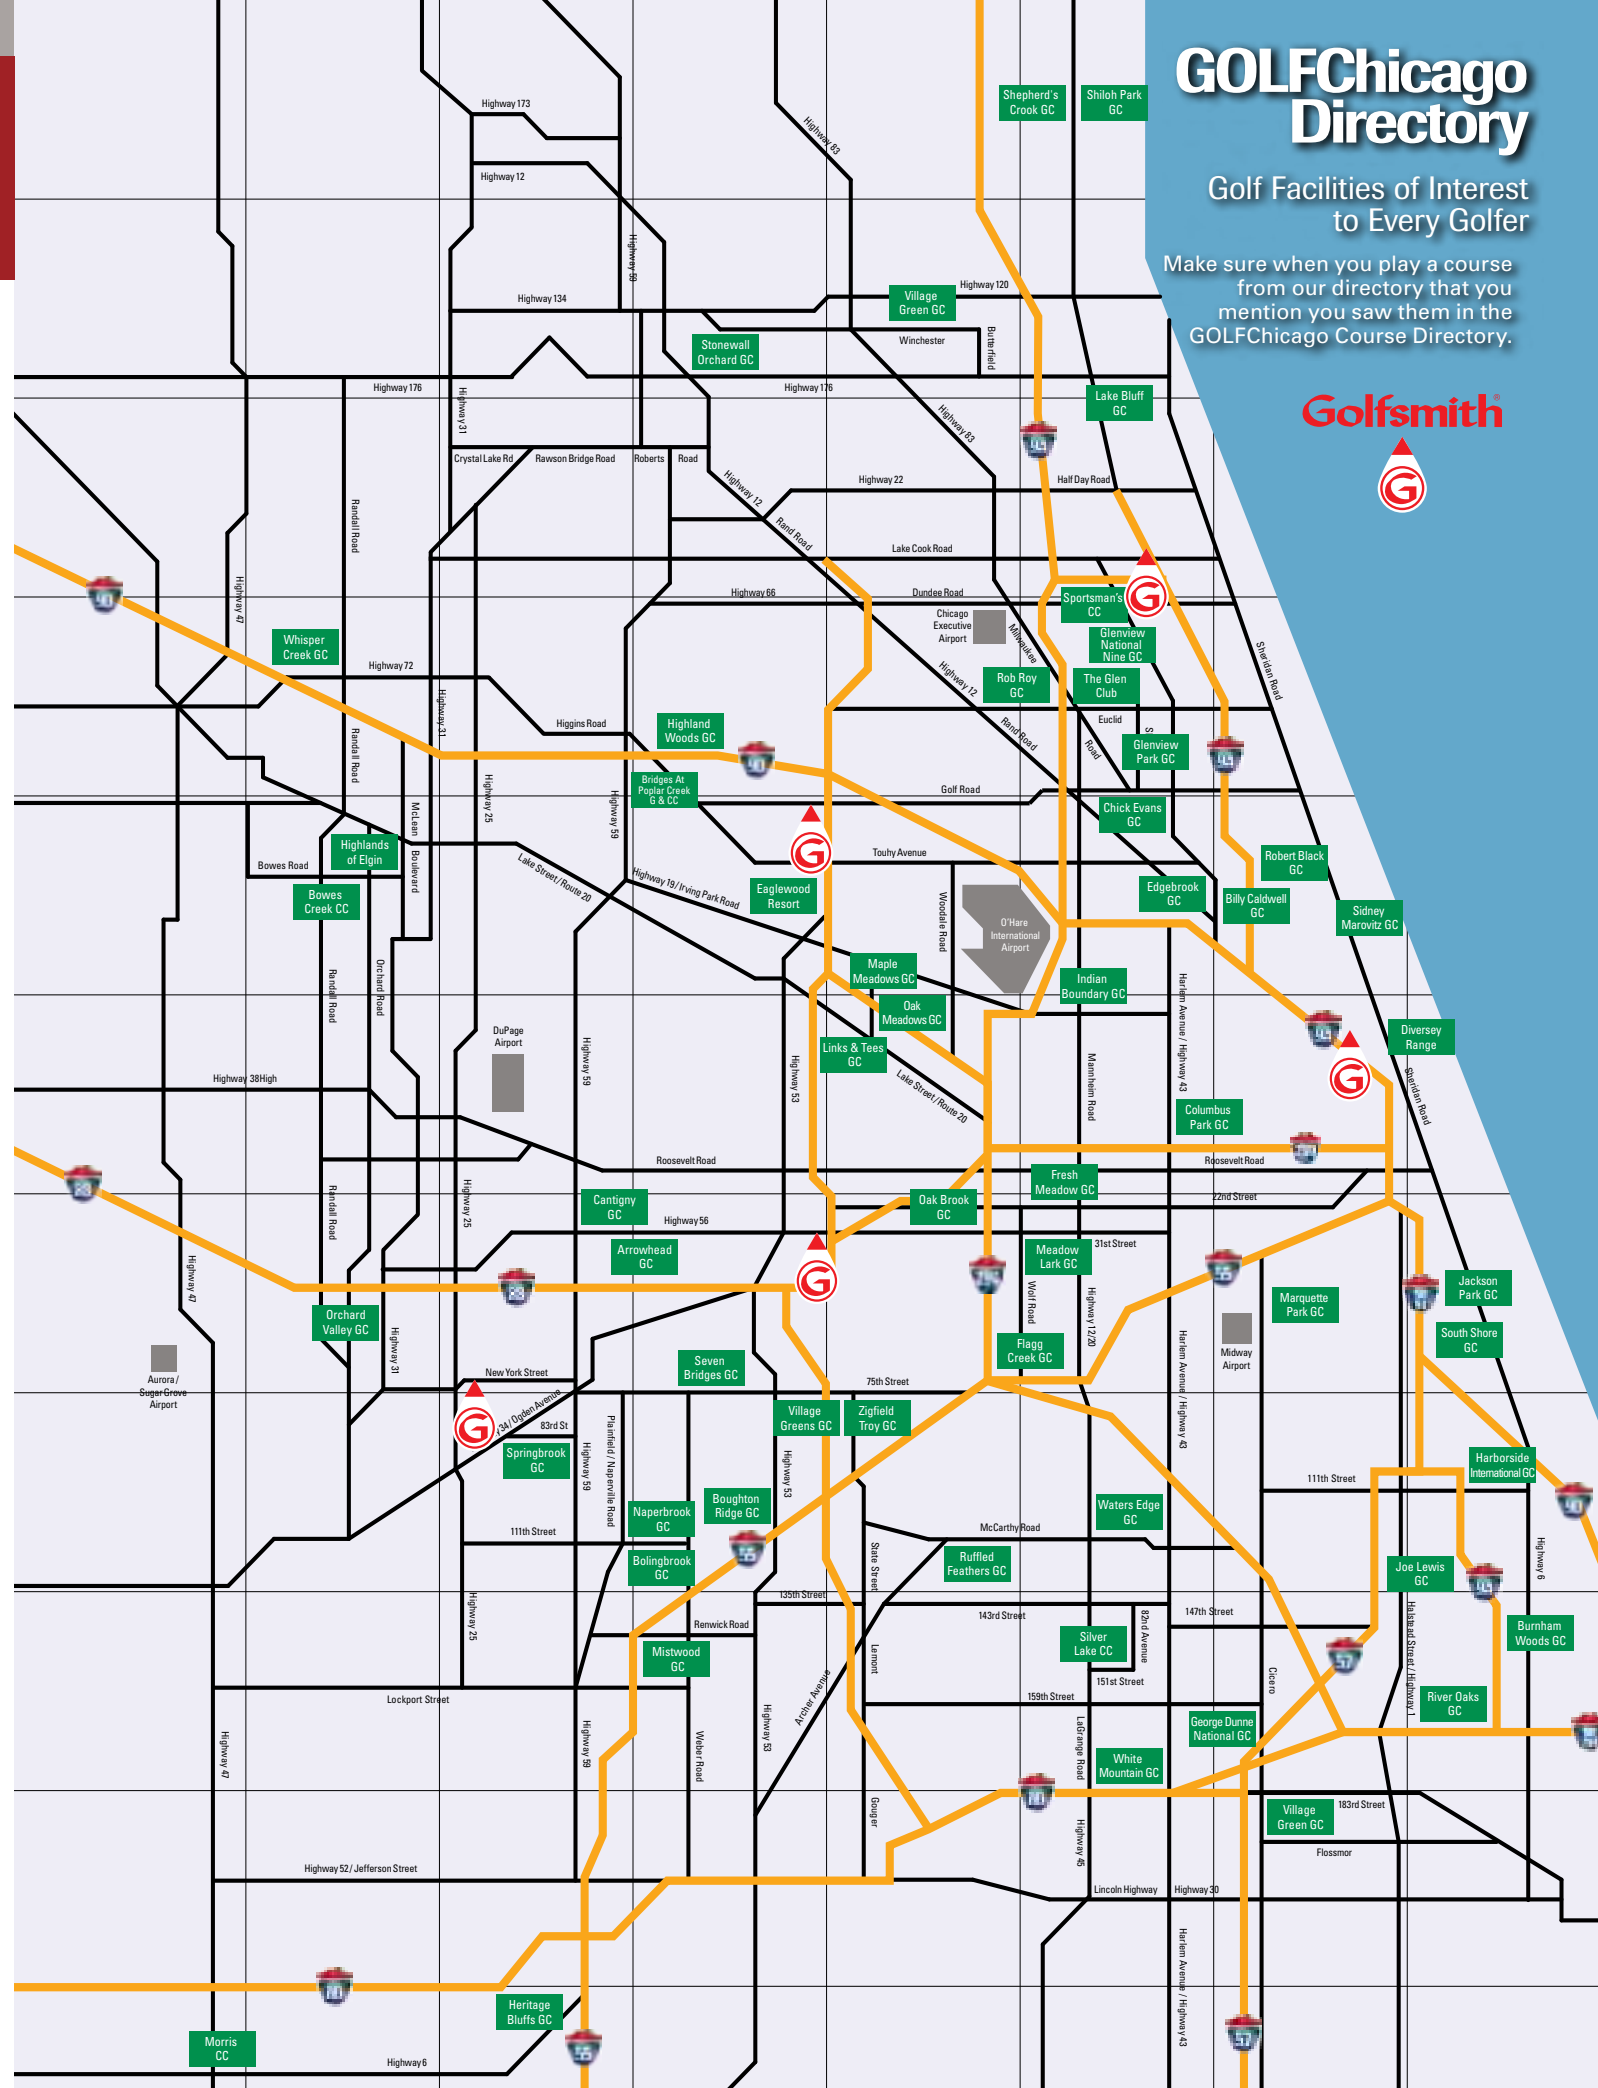 GOLFChicago
Directory
Golf Facilities of Interest
to Every Golfer
Make sure when you play a course
from our directory that you
mention you saw them in the
GOLFChicago Course Directory.
Golfsmith®
G
Shepherd's
Crook GC
Shiloh Park
GC
Highway 173
Highway 83
Highway 12
Highway 59
Highway 134
Village
Green GC
Highway 120
Winchester
Butterfield
Stonewall
Orchard GC
Highway 176
Highway 176
Highway 31
Lake Bluff
GC
Highway 83
94
Crystal Lake Rd
Rawson Bridge Road
Roberts
Road
Highway 12
Highway 22
Half Day Road
Randall Road
Rand Road
Lake Cook Road
90
Highway 47
Highway 66
Dundee Road
Sportsman's
CC
G
Chicago
Executive
Airport
Milwaukee
Glenview
National
Nine GC
Whisper
Creek GC
Highway 72
Highway 12
Rob Roy
GC
The Glen
Club
Sheridan Road
Highway 31
Higgins Road
Highland
Woods GC
Euclid
Rand Road
Road
S
Glenview
Park GC
Randall Road
90
94
Bridges At
Poplar Creek
G & CC
Highway 25
Highway 59
Golf Road
McLean
Boulevard
Chick Evans
GC
G
Highlands
of Elgin
Bowes Road
Touhy Avenue
Robert Black
GC
Lake Street / Route 20
Highway 19/ Irving Park Road
Bowes
Creek CC
Eaglewood
Resort
Woodale Road
O'Hare
International
Airport
Edgebrook
GC
Billy Caldwell
GC
Sidney
Marovitz GC
Randall Road
Orchard Road
Maple
Meadows GC
Indian
Boundary GC
Harlem Avenue / Highway 43
Oak
Meadows GC
94
DuPage
Airport
Links & Tees
GC
Diversey
Range
Highway 59
Highway 53
Lake Street / Route 20
Mannheim Road
G
Highway 38High
Sheridan Road
Columbus
Park GC
Roosevelt Road
Roosevelt Road
88
Randall Road
Highway 25
Cantigny
GC
Fresh
Meadow GC
Oak Brook
GC
22nd Street
Highway 56
31st Street
Highway 47
Arrowhead
GC
G
Meadow
Lark GC
Wolf Road
55
88
Jackson
Park GC
Marquette
Park GC
Orchard
Valley GC
Highway 31
Highway 12/20
Harlem Avenue / Highway 43
Midway
Airport
South Shore
GC
Aurora /
Sugar Grove
Airport
Flagg
Creek GC
Seven
Bridges GC
New York Street
75th Street
G
y 34 / Ogden Avenue
83rd St
Village
Greens GC
Zigfield
Troy GC
Springbrook
GC
Highway 59
Plainfield / Naperville Road
Highway 53
Harborside
International GC
111th Street
Naperbrook
GC
Boughton
Ridge GC
Waters Edge
GC
111th Street
McCarthy Road
55
Bolingbrook
GC
State Street
Ruffled
Feathers GC
Highway 6
Joe Lewis
GC
94
Highway 25
135th Street
143rd Street
82nd Avenue
147th Street
Renwick Road
Halstead Street / Highway 1
Burnham
Woods GC
Silver
Lake CC
Mistwood
GC
Lemont
57
151st Street
Cicero
Lockport Street
Archer Avenue
159th Street
River Oaks
GC
Highway 47
Highway 59
Weber Road
Highway 53
LaGrange Road
George Dunne
National GC
White
Mountain GC
80
Gouger
183rd Street
Village
Green GC
Highway 45
Flossmor
Highway 52 / Jefferson Street
Lincoln Highway
Highway 30
Harlem Avenue / Highway 43
80
Heritage
Bluffs GC
Morris
CC
55
57
Highway 6